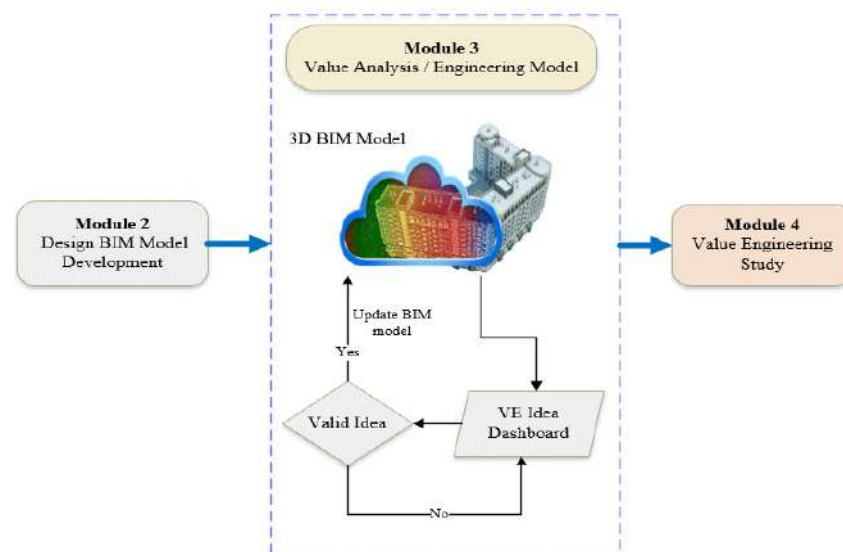 Module 3
Value Analysis / Engineering Model
3D BIM Model
Module 2
Design BIM Model
Development
Module 4
Value Engineering
Study
Update BIM
model
Yes
Valid Idea
VE Idea
Dashboard
No